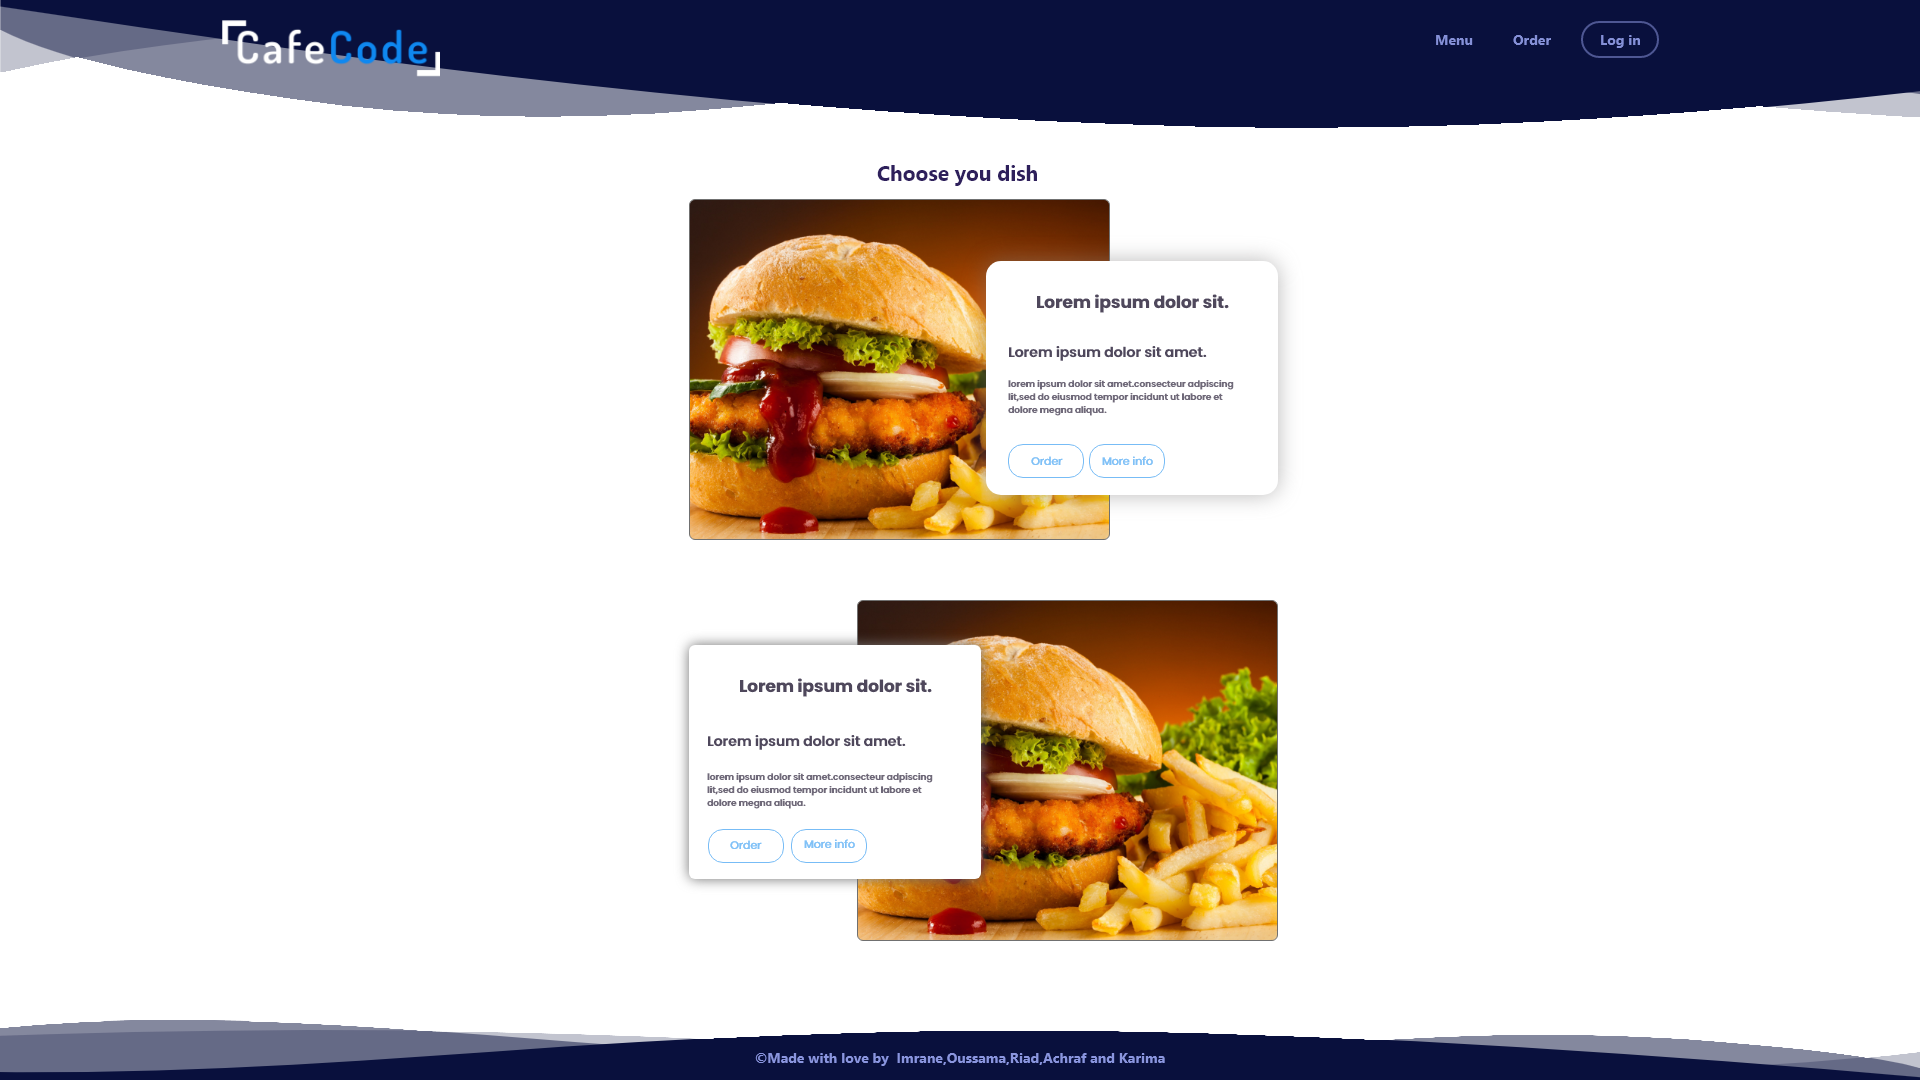 CafeCode
Menu
Order
Log in
Choose you dish
Lorem ipsum dolor sit.
Lorem ipsum dolor sit amet.
lorem ipsum dolor sit amet.consecteur adpiscing
lit,sed do eiusmod tempor incidunt ut labore et
dolore megna aliqua.
Order
More info
Lorem ipsum dolor sit.
Lorem ipsum dolor sit amet.
lorem ipsum dolor sit amet.consecteur adpiscing
lit,sed do eiusmod tempor incidunt ut labore et
dolore megna aliqua.
Order
More info
©Made with love by  Imrane,Oussama,Riad,Achraf and Karima